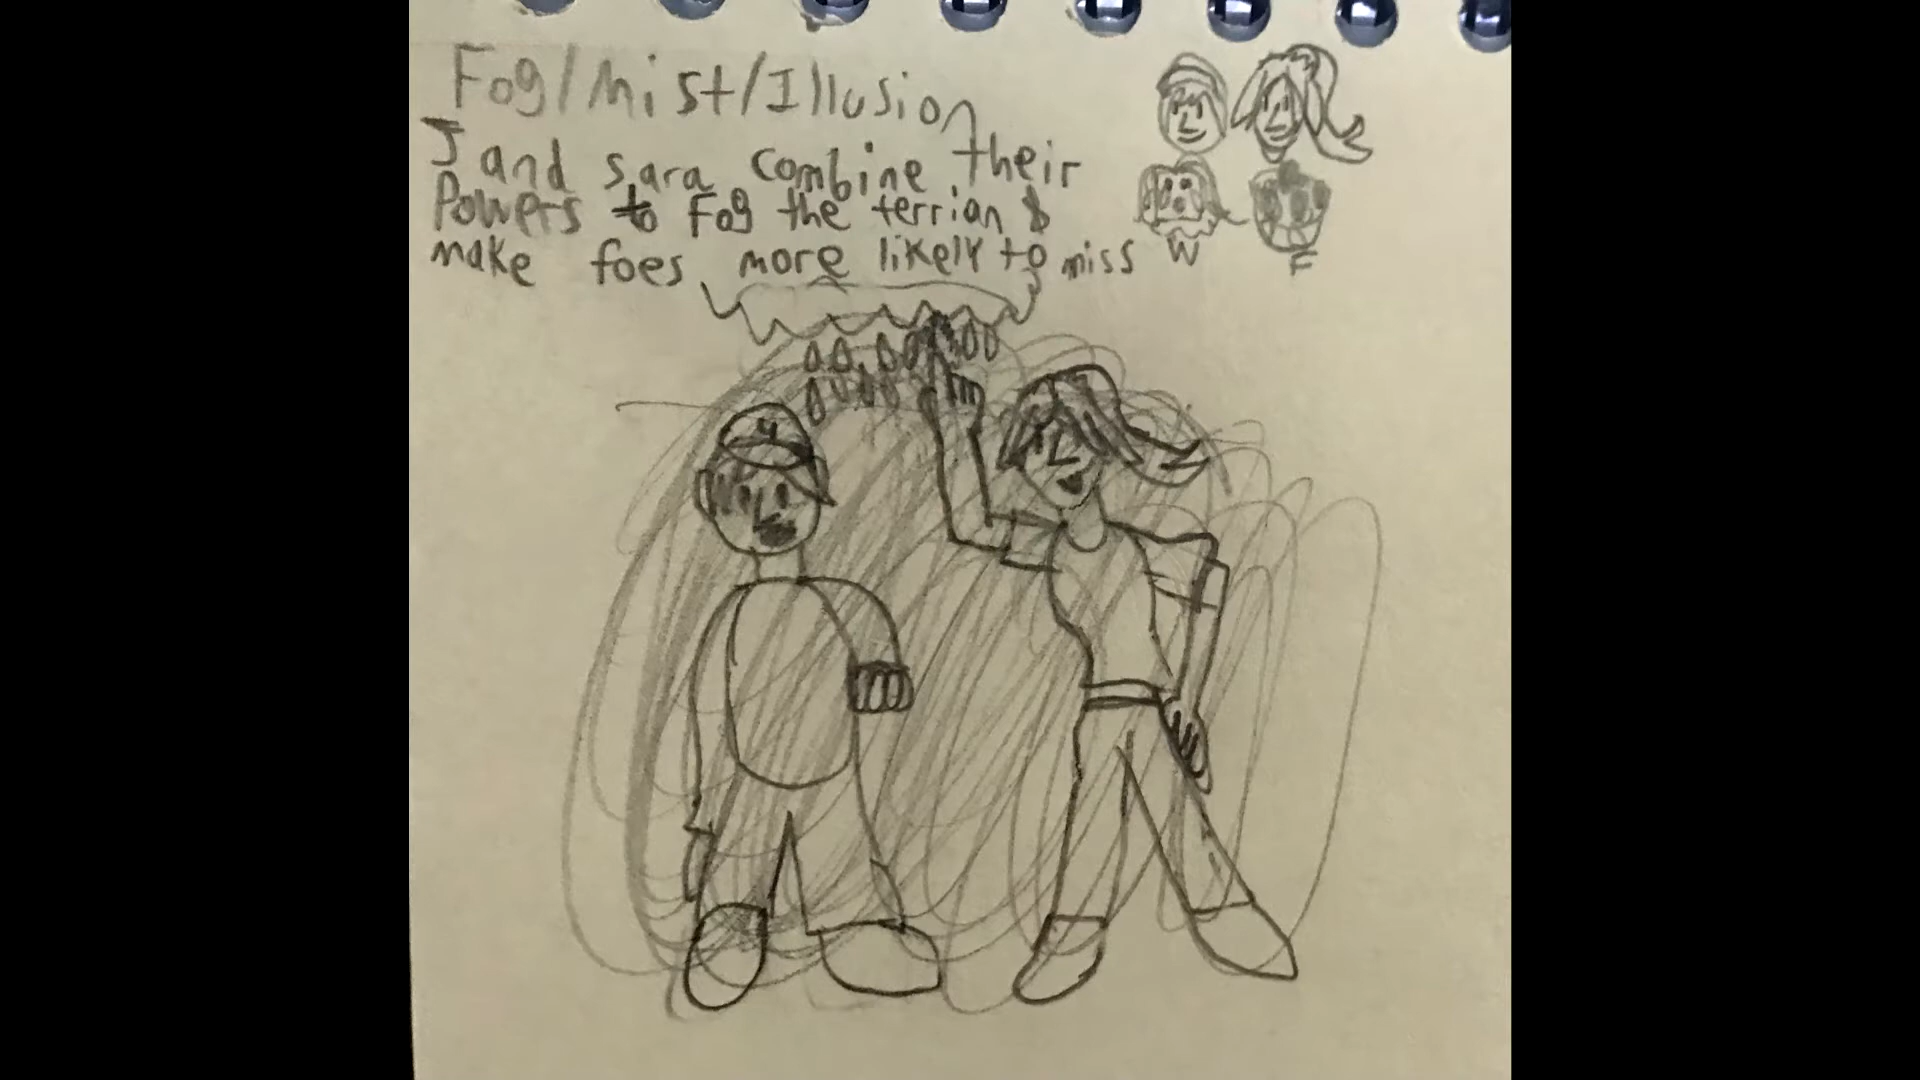 Fog/Mist/Illusion
J and sara combine their
Powers to Fog the terrian &
make foes more likely to miss
W F